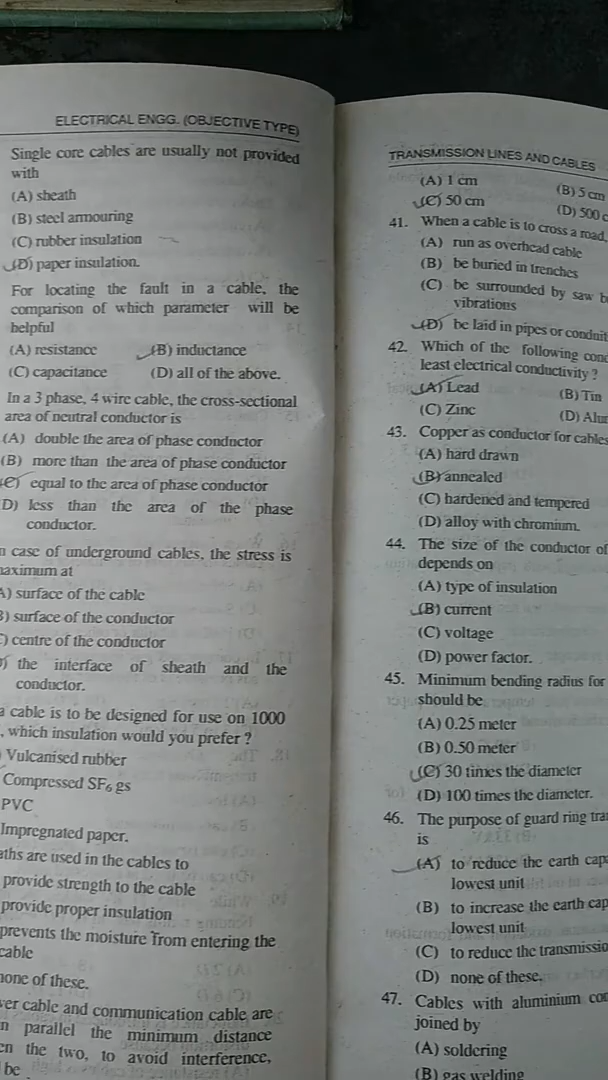 ELECTRICAL ENGG. (OBJECTIVE TYPE)
Single core cables are usually not provided
with
(A) sheath
(B) steel armouring
(C) rubber insulation
(D) paper insulation.
For locating the fault in a cable, the
comparison of which parameter will be
helpful
(A) resistance (B) inductance
(C) capacitance (D) all of the above.
In a 3 phase, 4 wire cable, the cross-sectional
area of neutral conductor is
(A) double the area of phase conductor
(B) more than the area of phase conductor
(C) equal to the area of phase conductor
D) less than the area of the phase
conductor.
case of underground cables, the stress is
at
A) surface of the cable
) surface of the conductor
) centre of the conductor
) the interface of sheath and the
conductor.
a cable is to be designed for use on 1000
, which insulation would you prefer ?
Vulcanised rubber
Compressed SF6 gs
PVC
Impregnated paper.
are used in the cables to
provide strength to the cable
provide proper insulation
prevents the moisture from entering the
cable
none of these.
cable and communication cable are
parallel the minimum distance
the two, to avoid interference,
be
TRANSMISSION LINES AND CABLES
(A) 1 cm (B) 5 cm
(C) 50 cm (D) 500 c
41. When a cable is to cross a road,
(A) run as overhead cable
(B) be buried in trenches
(C) be surrounded by saw
vibrations
(D) be laid in pipes or conduit
42. Which of the following
least electrical conductivity ?
(A) Lead (B) Tin
(C) Zinc (D)
43. Copper as conductor for cables
(A) hard drawn
(B) annealed
(C) hardened and tempered
(D) alloy with chromium.
44. The size of the conductor of
depends on
(A) type of insulation
(B) current
(C) voltage
(D) power factor.
45. Minimum bending radius for
should be
(A) 0.25 meter
(B) 0.50 meter
(C) 30 times the diameter
(D) 100 times the diameter.
46. The purpose of guard ring
is
(A) to reduce the earth cap
lowest unit
(B) to increase the earth cap
lowest unit
(C) to reduce the
(D) none of these.
47. Cables with aluminium
joined by
(A) soldering
(B) gas welding